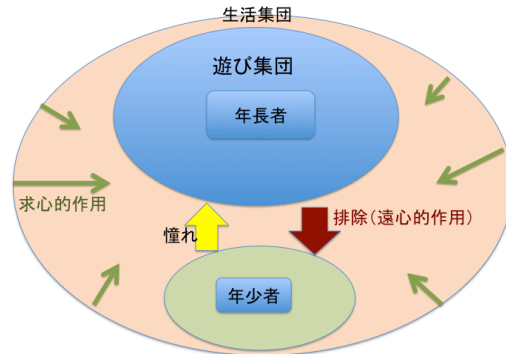 生活集団
遊び集団
年長者
求心的作用
憧れ
排除(遠心的作用)
年少者